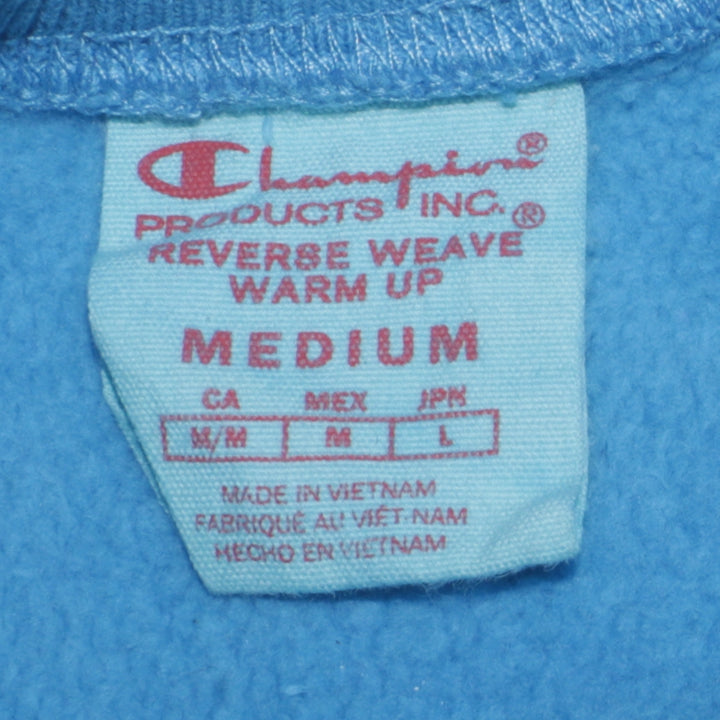 Champion®
PRODUCTS INC.®
REVERSE WEAVE
WARM UP
MEDIUM
CA MEX JPN
M/M M L
MADE IN VIETNAM
FABRIQUÉ AU VIÊT-NAM
HECHO EN VIETNAM